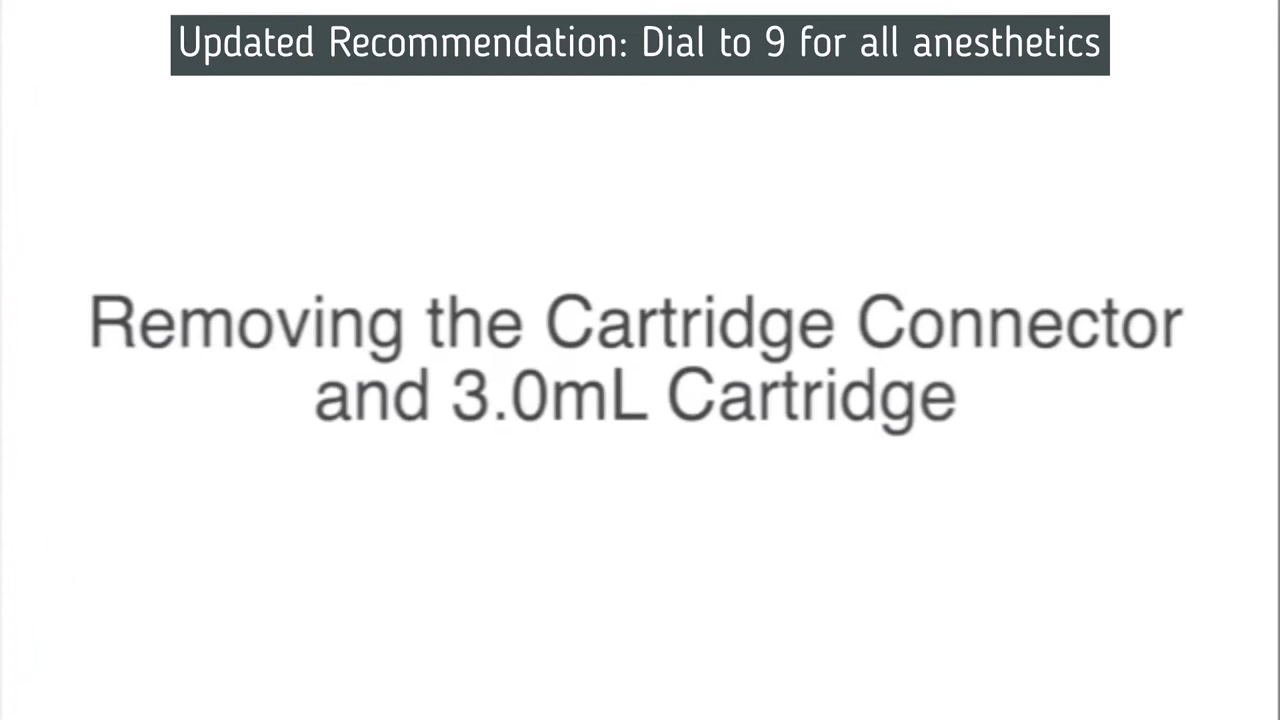 Updated Recommendation: Dial to 9 for all anesthetics
Removing the Cartridge Connector
and 3.0mL Cartridge